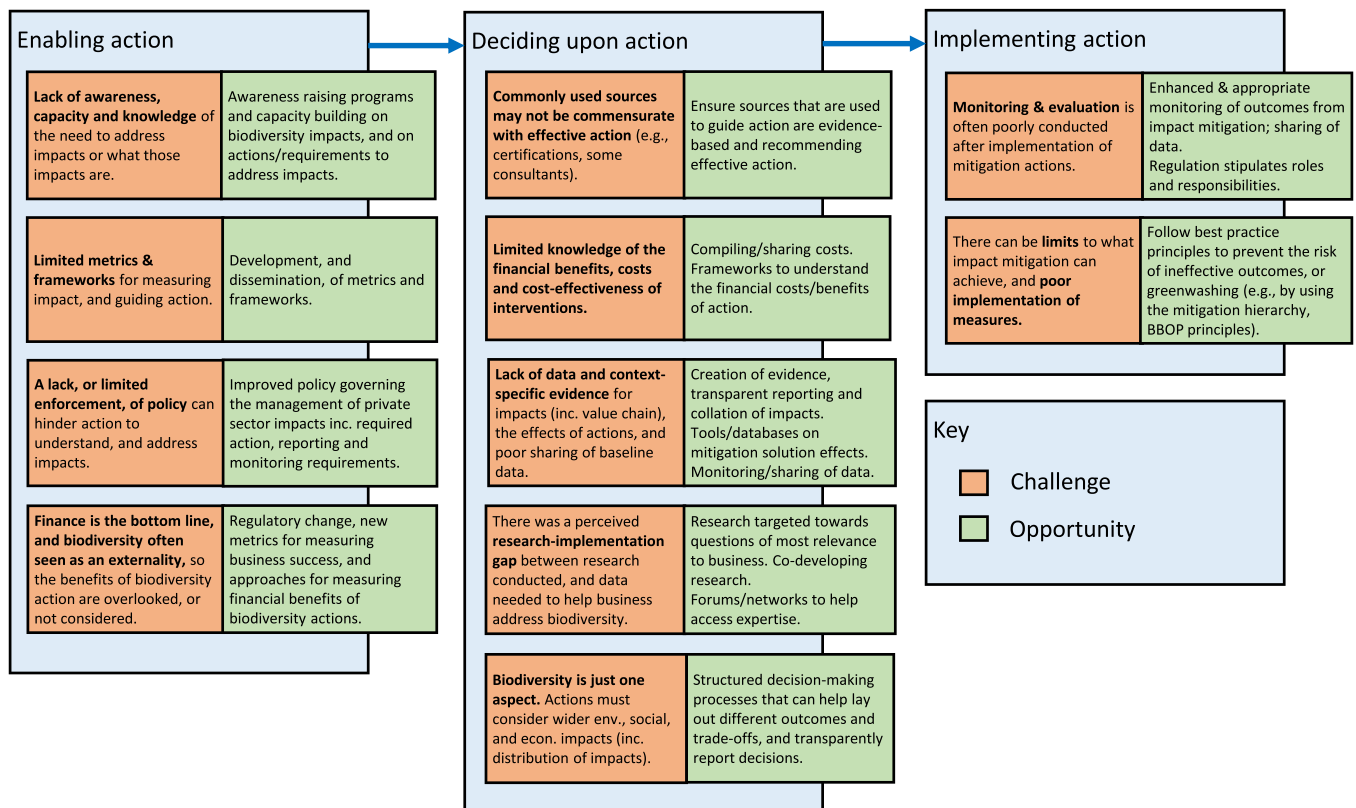 Enabling action
Lack of awareness,
capacity and knowledge of
the need to address
impacts or what those
impacts are.
Awareness raising programs
and capacity building on
biodiversity impacts, and on
actions/requirements to
address impacts.
Limited metrics &
frameworks for measuring
impact, and guiding action.
Development, and
dissemination, of metrics and
frameworks.
A lack, or limited
enforcement, of policy can
hinder action to
understand, and address
impacts.
Improved policy governing
the management of private
sector impacts inc. required
action, reporting and
monitoring requirements.
Finance is the bottom line,
and biodiversity often
seen as an externality, so
the benefits of biodiversity
action are overlooked, or
not considered.
Regulatory change, new
metrics for measuring
business success, and
approaches for measuring
financial benefits of
biodiversity actions.
Deciding upon action
Commonly used sources
may not be commensurate
with effective action (e.g.,
certifications, some
consultants).
Ensure sources that are used
to guide action are evidence-
based and recommending
effective action.
Limited knowledge of the
financial benefits, costs
and cost-effectiveness of
interventions.
Compiling/sharing costs.
Frameworks to understand
the financial costs/benefits
of action.
Lack of data and context-
specific evidence for
impacts (inc. value chain),
the effects of actions, and
poor sharing of baseline
data.
Creation of evidence,
transparent reporting and
collation of impacts.
Tools/databases on
mitigation solution effects.
Monitoring/sharing of data.
There was a perceived
research-implementation
gap between research
conducted, and data
needed to help business
address biodiversity.
Research targeted towards
questions of most relevance
to business. Co-developing
research.
Forums/networks to help
access expertise.
Biodiversity is just one
aspect. Actions must
consider wider env., social,
and econ. impacts (inc.
distribution of impacts).
Structured decision-making
processes that can help lay
out different outcomes and
trade-offs, and transparently
report decisions.
Implementing action
Monitoring & evaluation is
often poorly conducted
after implementation of
mitigation actions.
Enhanced & appropriate
monitoring of outcomes from
impact mitigation; sharing of
data.
Regulation stipulates roles
and responsibilities.
There can be limits to what
impact mitigation can
achieve, and poor
implementation of
measures.
Follow best practice
principles to prevent the risk
of ineffective outcomes, or
greenwashing (e.g., by using
the mitigation hierarchy,
BBOP principles).
Key
Challenge
Opportunity